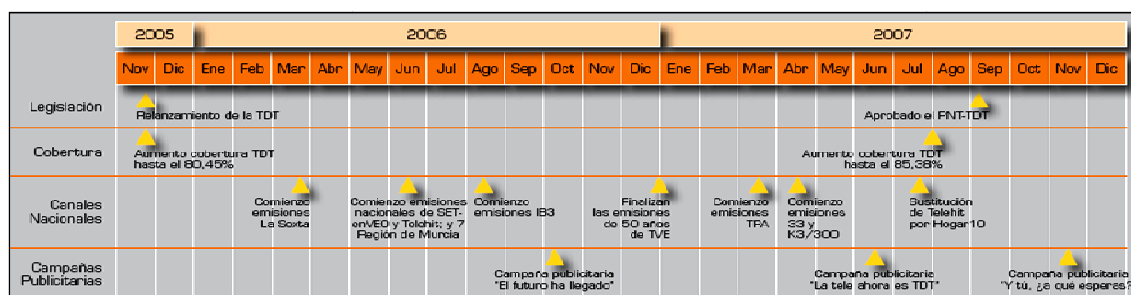 2005 2006 2007
Nov Dic Ene Feb Mar Abr May Jun Jul Ago Sep Oct Nov Dic Ene Feb Mar Abr May Jun Jul Ago Sep Oct Nov Dic
Legislación
Relanzamiento de la TDT
Aprobado el PNT-TDT
Cobertura
Aumento cobertura TDT
hasta el 80,45%
Aumento cobertura TDT
hasta el 85,38%
Canales
Nacionales
Comienzo
emisiones
La Sexta
Comienzo emisiones
nacionales de SET-
enVEO y Telehit; y 7
Región de Murcia
Comienzo
emisiones IB3
Finalizan
las emisiones
de 50 años
de TVE
Comienzo
emisiones
TPA
Comienzo
emisiones
33 y
K3/300
Sustitución
de Telehit
por Hogar10
Campañas
Publicitarias
Campaña publicitaria
"El futuro ha llegado"
Campaña publicitaria
"La tele ahora es TDT"
Campaña publicitaria
"Y tú, ¿a qué esperas?